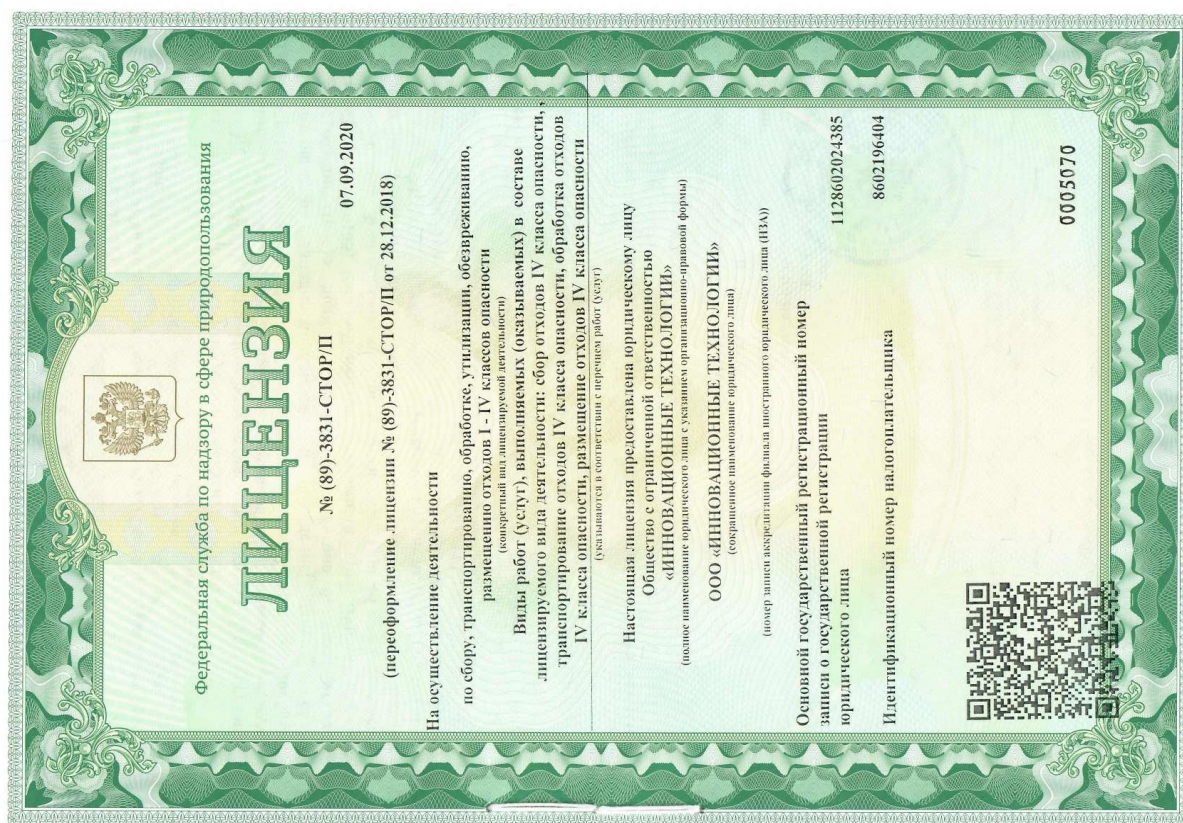 Федеральная служба по надзору в сфере природопользования
ЛИЦЕНЗИЯ
№ (89)-3831-СТОР/П
07.09.2020
(переоформление лицензии № (89)-3831-СТОР/П от 28.12.2018)
На осуществление деятельности
по сбору, транспортированию, обработке, утилизации, обезвреживанию,
размещению отходов I - IV классов опасности
(конкретный вид лицензируемой деятельности)
Виды работ (услуг), выполняемых (оказываемых) в составе
лицензируемого вида деятельности: сбор отходов IV класса опасности, ,
транспортирование отходов IV класса опасности, обработка отходов
IV класса опасности, размещение отходов IV класса опасности
(указываются в соответствии с перечнем работ (услуг)
Настоящая лицензия предоставлена юридическому лицу
Общество с ограниченной ответственностью
«ИННОВАЦИОННЫЕ ТЕХНОЛОГИИ»
(полное наименование юридического лица с указанием организационно-правовой формы)
ООО «ИННОВАЦИОННЫЕ ТЕХНОЛОГИИ»
(сокращенное наименование юридического лица)
(номер записи аккредитации филиала иностранного юридического лица (НЗА))
Основной государственный регистрационный номер
записи о государственной регистрации
юридического лица
1128602024385
Идентификационный номер налогоплательщика
8602196404
0005070